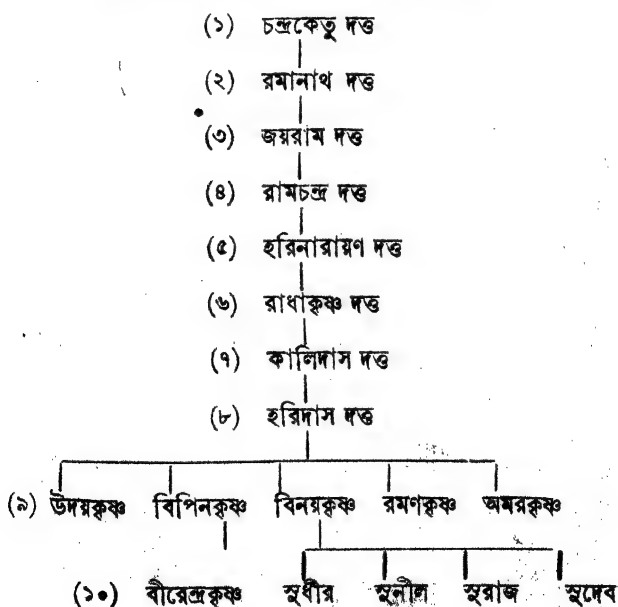 (১) চন্দ্রকেতু দত্ত
(২) রমানাথ দত্ত
(৩) জয়রাম দত্ত
(৪) রামচন্দ্র দত্ত
(৫) হরিনারায়ণ দত্ত
(৬) রাধাকৃষ্ণ দত্ত
(৭) কালিদাস দত্ত
(৮) হরিদাস দত্ত
(৯) উদয়কৃষ্ণ বিপিনকৃষ্ণ বিনয়কৃষ্ণ রমণকৃষ্ণ অমরকৃষ্ণ
(১০) বীরেন্দ্রকৃষ্ণ সুধীর সুনীল সুরাজ সুদেব